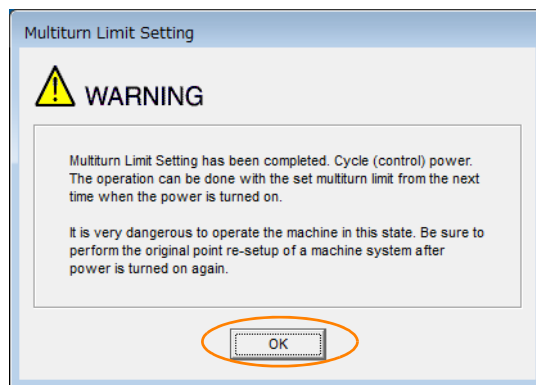 Multiturn Limit Setting
WARNING
Multiturn Limit Setting has been completed. Cycle (control) power.
The operation can be done with the set multiturn limit from the next
time when the power is turned on.
It is very dangerous to operate the machine in this state. Be sure to
perform the original point re-setup of a machine system after
power is turned on again.
OK